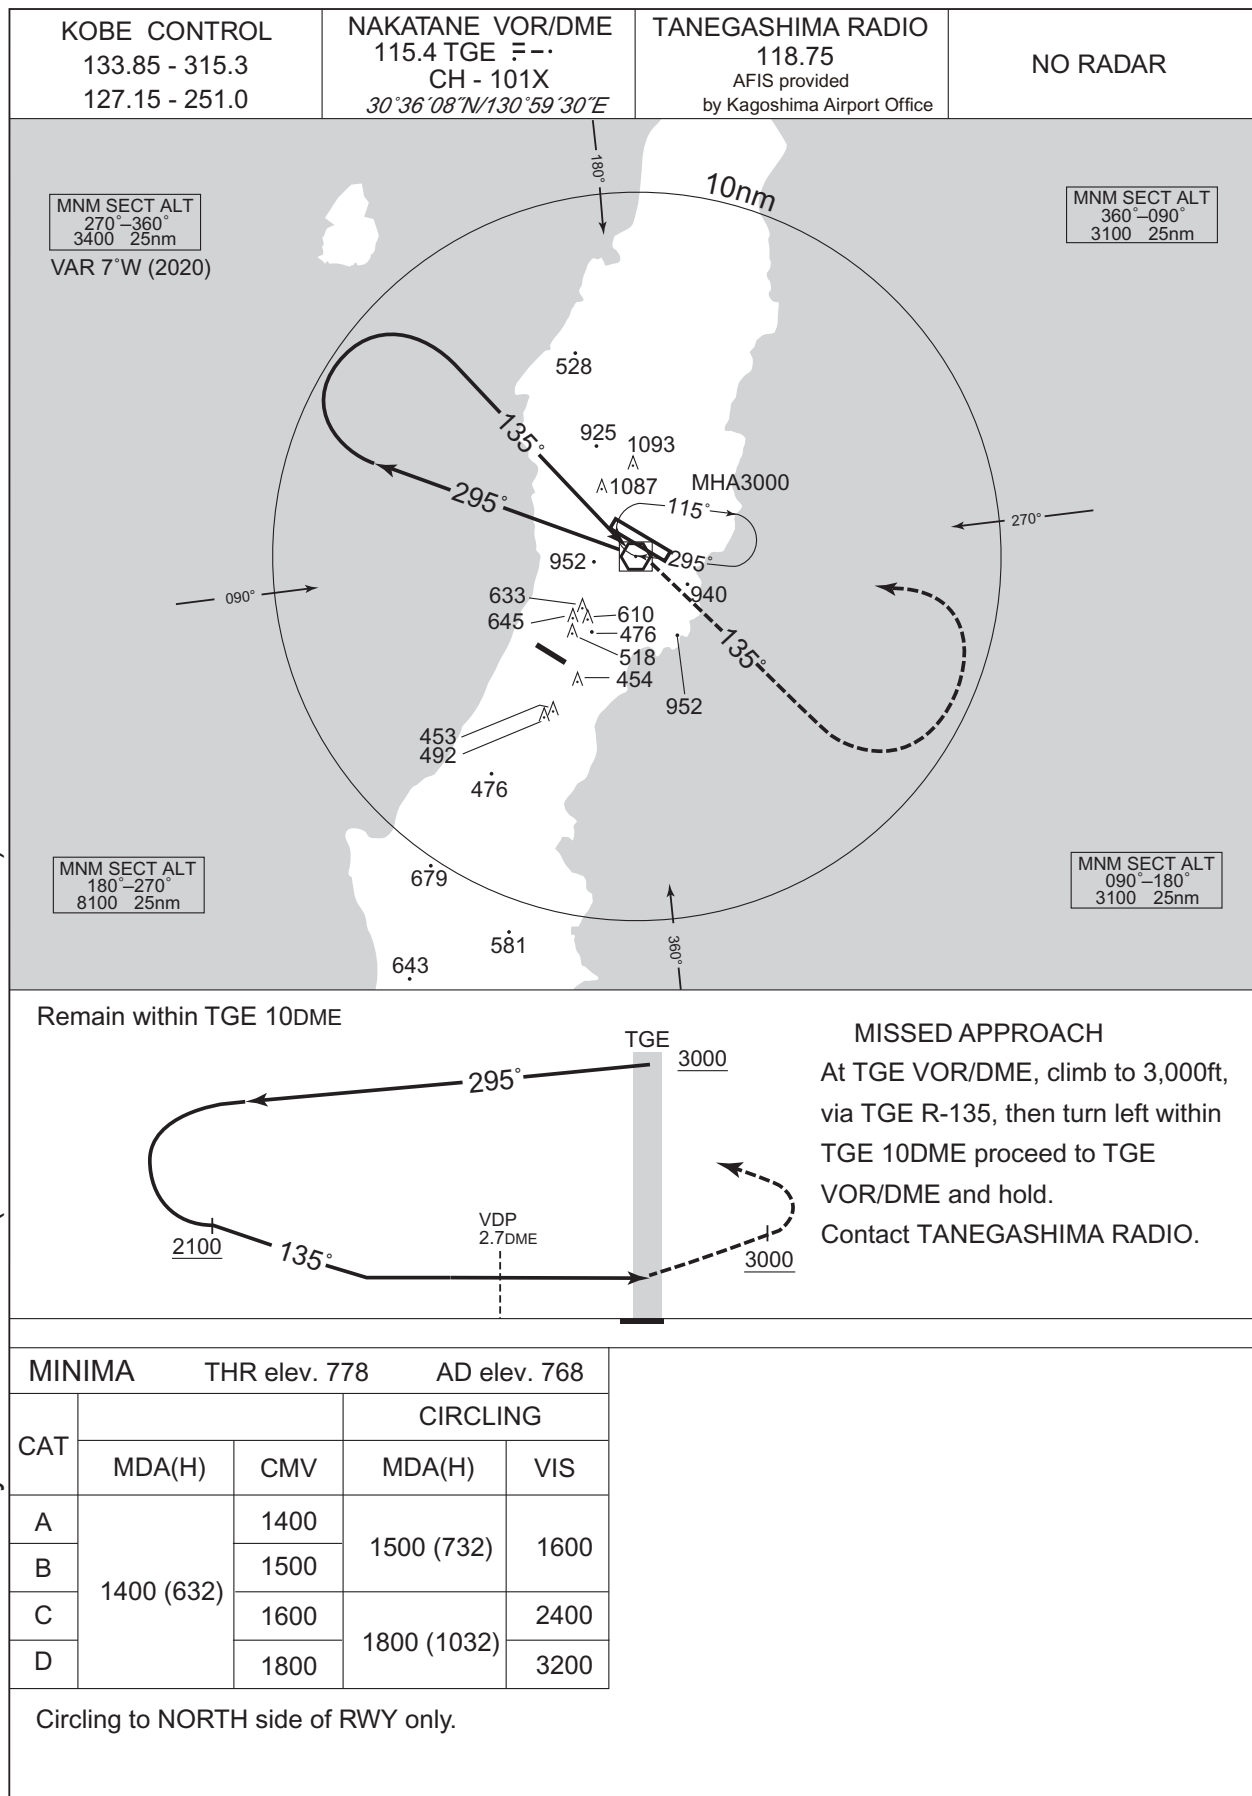 KOBE CONTROL
133.85 - 315.3
127.15 - 251.0
NAKATANE VOR/DME
115.4 TGE
CH - 101X
30°36´08˝N/130°59´30˝E
TANEGASHIMA RADIO
118.75
AFIS provided
by Kagoshima Airport Office
NO RADAR
MNM SECT ALT
270°–360°
3400 25nm
VAR 7°W (2020)
180°
10nm
MNM SECT ALT
360°–090°
3100 25nm
528
135°
925
1093
1087
MHA3000
295°
115°
270°
952
295°
090°
940
633
645
610
476
518
135°
454
952
453
492
476
MNM SECT ALT
180°–270°
8100 25nm
679
MNM SECT ALT
090°–180°
3100 25nm
581
360°
643
Remain within TGE 10DME
TGE
3000
295°
VDP
2.7DME
2100
135°
3000
MISSED APPROACH
At TGE VOR/DME, climb to 3,000ft,
via TGE R-135, then turn left within
TGE 10DME proceed to TGE
VOR/DME and hold.
Contact TANEGASHIMA RADIO.
MINIMA THR elev. 778 AD elev. 768
CAT
CIRCLING
MDA(H) CMV MDA(H) VIS
A 1400
1500 (732) 1600
B 1500
1400 (632)
C 1600 2400
1800 (1032)
D 1800 3200
Circling to NORTH side of RWY only.